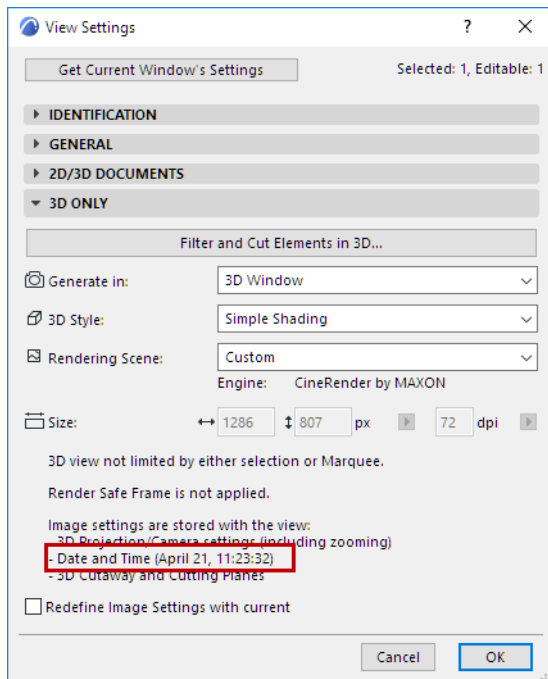 View Settings
?
Get Current Window's Settings
Selected: 1, Editable: 1
IDENTIFICATION
GENERAL
2D/3D DOCUMENTS
3D ONLY
Filter and Cut Elements in 3D...
Generate in: 3D Window
3D Style: Simple Shading
Rendering Scene: Custom
Engine: CineRender by MAXON
Size: 1286 807 px 72 dpi
3D view not limited by either selection or Marquee.
Render Safe Frame is not applied.
Image settings are stored with the view:
- 3D Projection/Camera settings (including zooming)
- Date and Time (April 21, 11:23:32)
- 3D Cutaway and Cutting Planes
Redefine Image Settings with current
Cancel OK